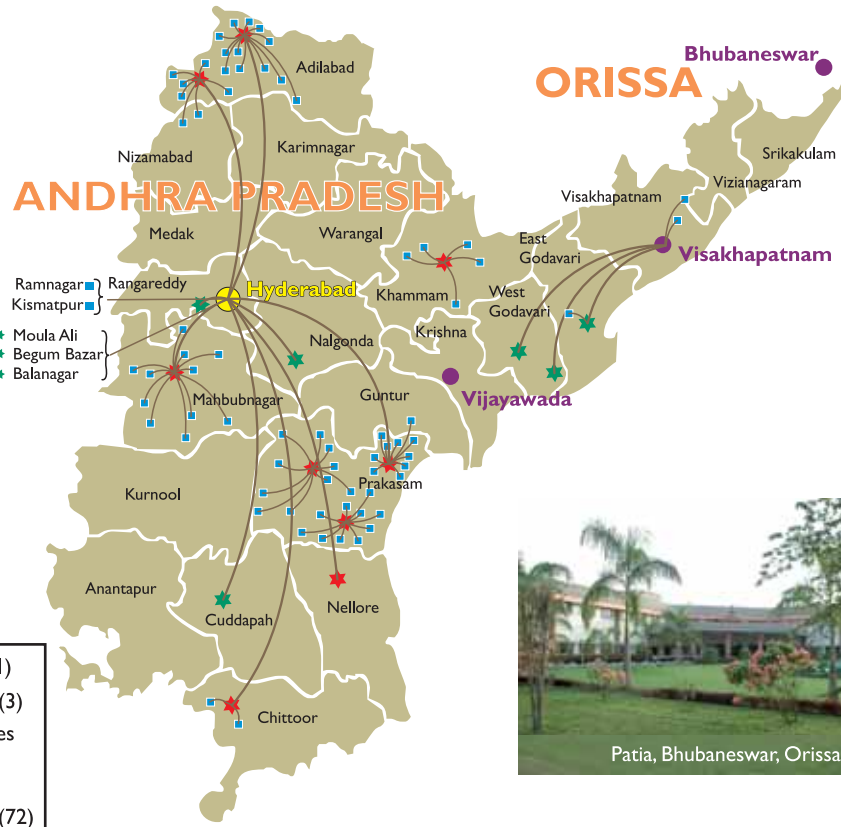 Bhubaneswar
ORISSA
Adilabad
Karimnagar
Nizamabad
Srikakulam
Vizianagaram
Visakhapatnam
ANDHRA PRADESH
Medak
Warangal
East
Godavari
Visakhapatnam
Ramnagar
Kismatpur
Rangareddy
Hyderabad
Khammam
West
Godavari
Moula Ali
Begum Bazar
Balanagar
Nalgonda
Krishna
Mahbubnagar
Guntur
Vijayawada
Kurnool
Prakasam
Anantapur
Cuddapah
Nellore
Chittoor
(3)
(72)
Patia, Bhubaneswar, Orissa